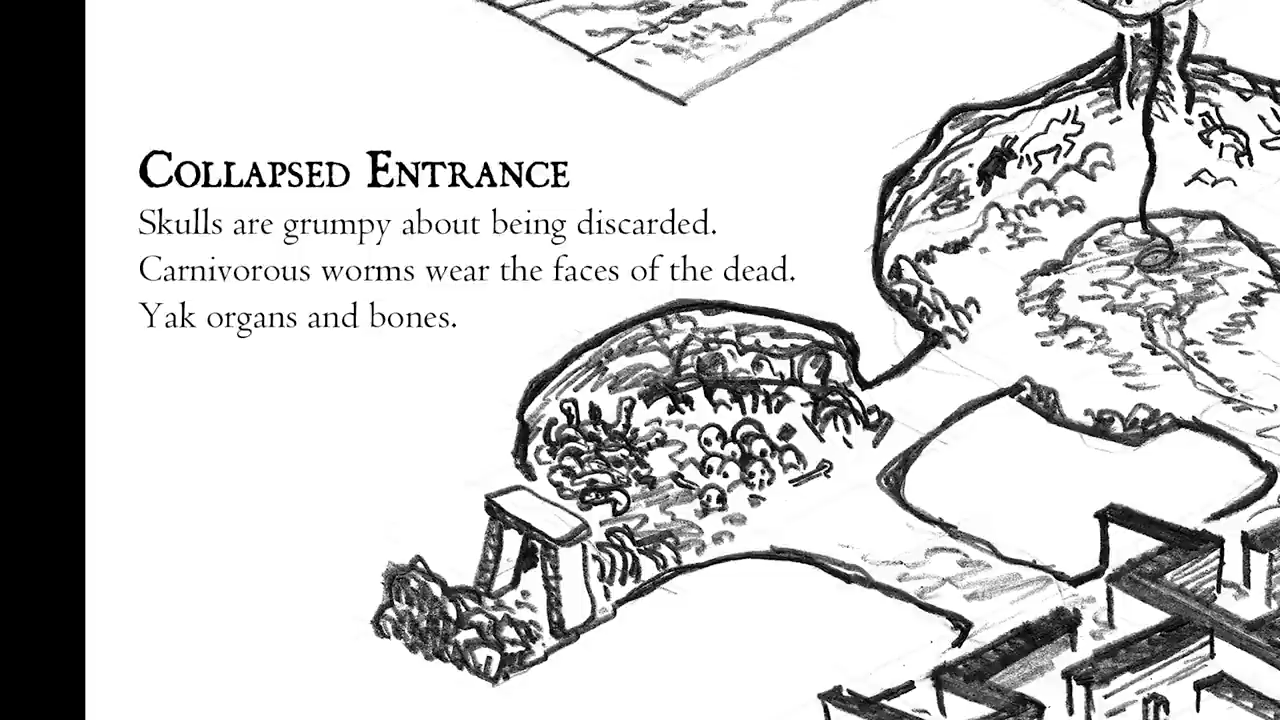 Collapsed Entrance
Skulls are grumpy about being discarded.
Carnivorous worms wear the faces of the dead.
Yak organs and bones.